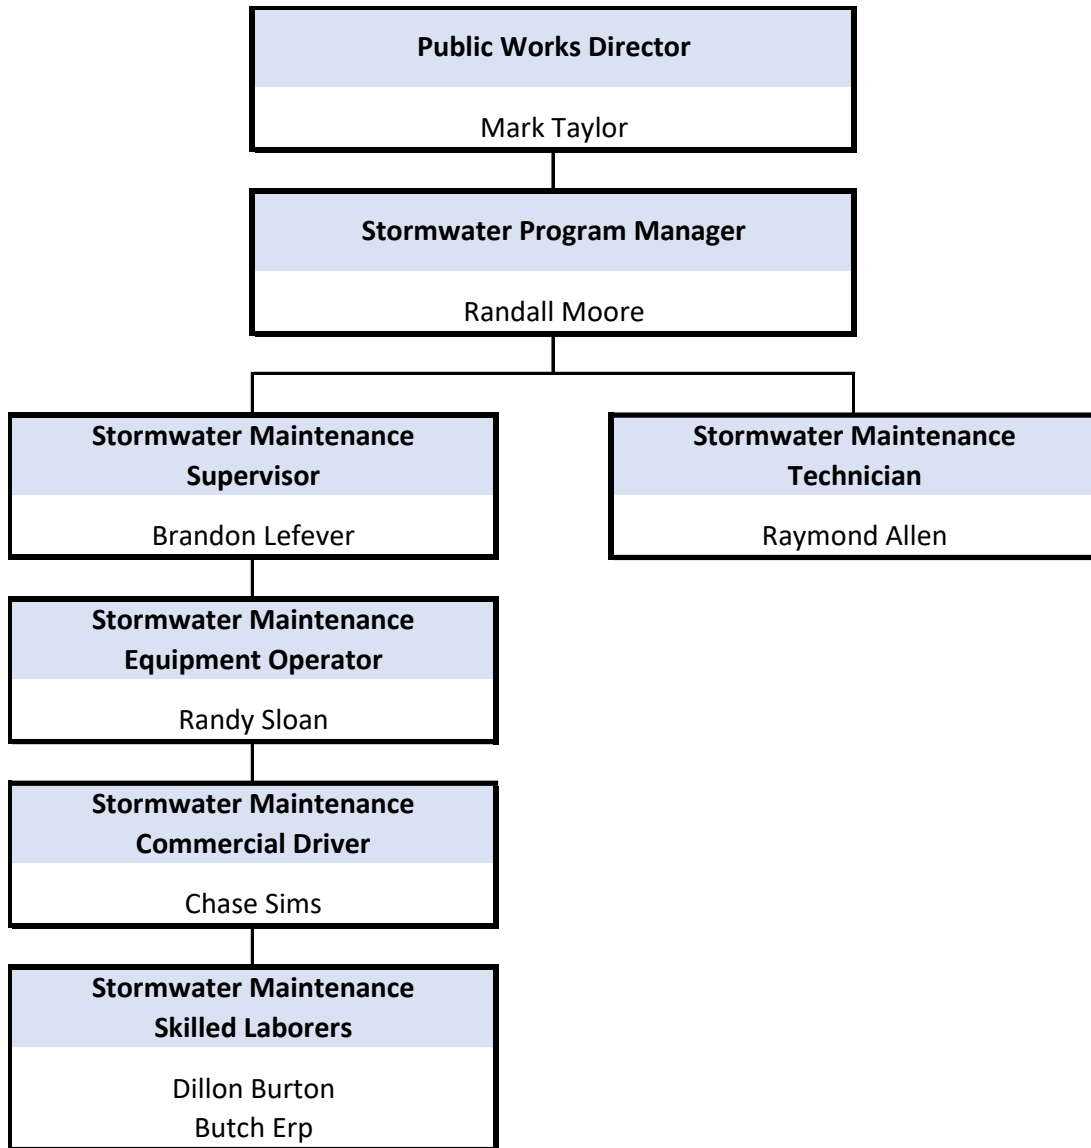 Public Works Director
Mark Taylor
Stormwater Program Manager
Randall Moore
Stormwater Maintenance
Supervisor
Brandon Lefever
Stormwater Maintenance
Technician
Raymond Allen
Stormwater Maintenance
Equipment Operator
Randy Sloan
Stormwater Maintenance
Commercial Driver
Chase Sims
Stormwater Maintenance
Skilled Laborers
Dillon Burton
Butch Erp